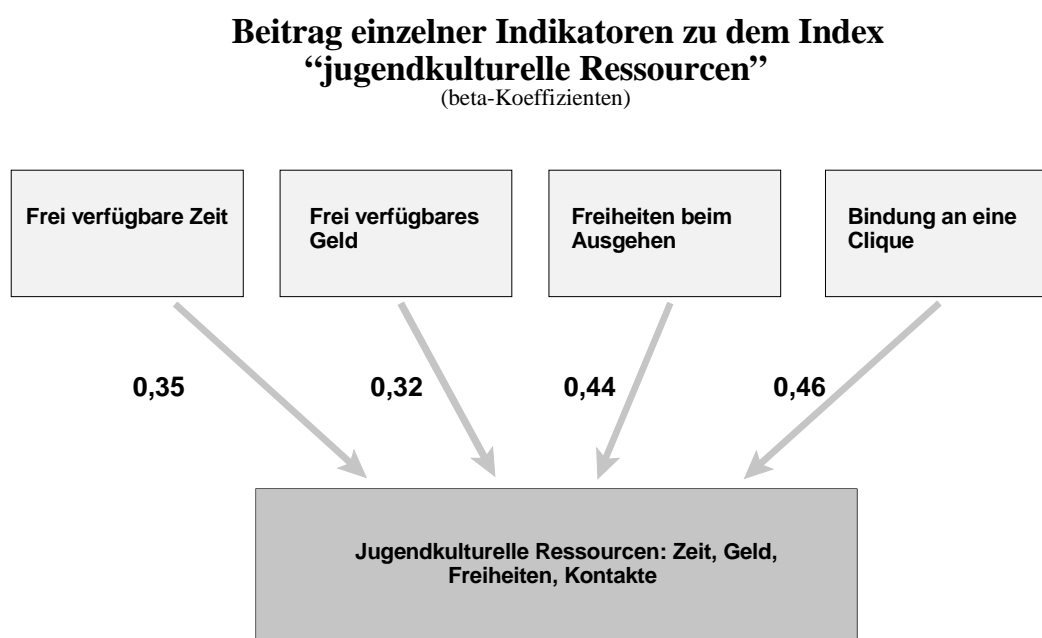 Beitrag einzelner Indikatoren zu dem Index
“jugendkulturelle Ressourcen”
(beta-Koeffizienten)
Frei verfügbare Zeit
Frei verfügbares
Geld
Freiheiten beim
Ausgehen
Bindung an eine
Clique
0,35
0,32
0,44
0,46
Jugendkulturelle Ressourcen: Zeit, Geld,
Freiheiten, Kontakte